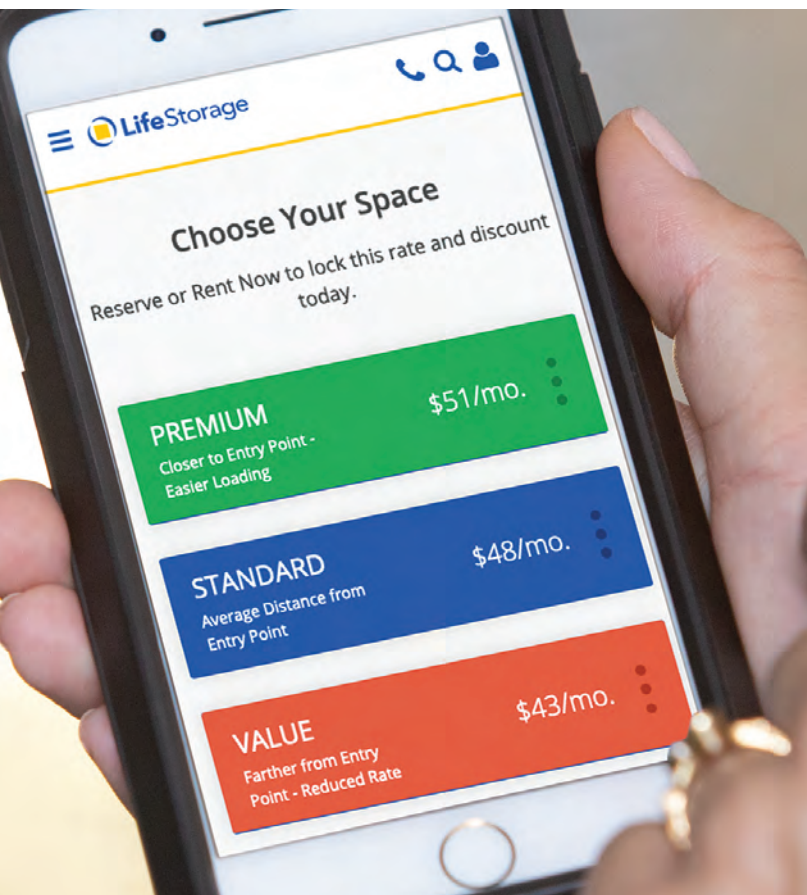 LifeStorage
Choose Your Space
Reserve or Rent Now to lock this rate and discount
today.
PREMIUM
$51/mo.
Closer to Entry Point -
Easier Loading
STANDARD
$48/mo.
Average Distance from
Entry Point
VALUE
$43/mo.
Farther from Entry
Point - Reduced Rate